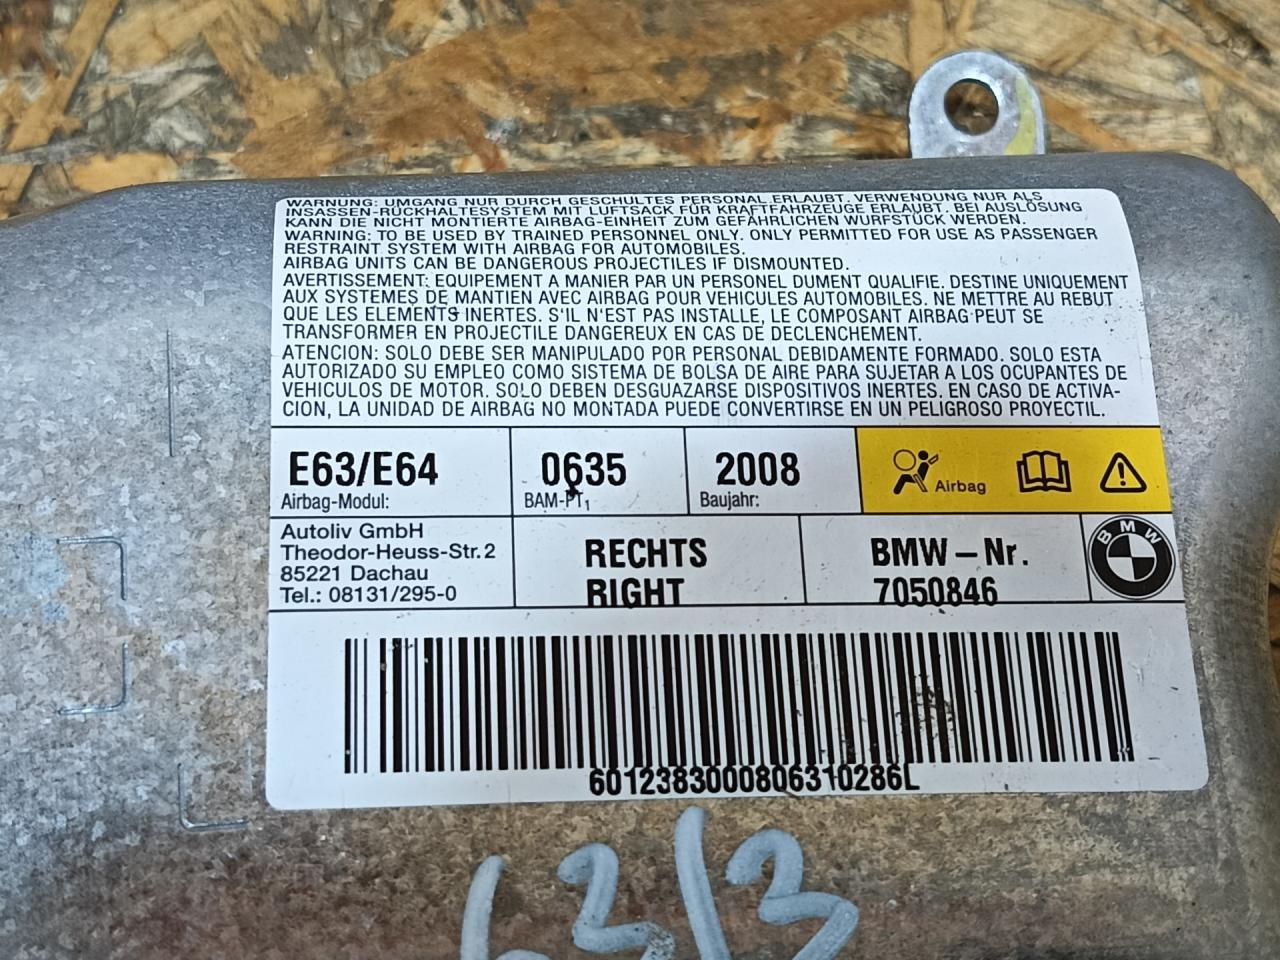 WARNUNG: UMGANG NUR DURCH GESCHULTES PERSONAL ERLAUBT. VERWENDUNG NUR ALS
INSASSEN-RÜCKHALTESYSTEM MIT LUFTSACK FÜR KRAFTFAHRZEUGE ERLAUBT. BEI AUSLÖSUNG
KANN DIE NICHT MONTIERTE AIRBAG-EINHEIT ZUM GEFÄHRLICHEN WURFSTÜCK WERDEN.
WARNING: TO BE USED BY TRAINED PERSONNEL ONLY. ONLY PERMITTED FOR USE AS PASSENGER
RESTRAINT SYSTEM WITH AIRBAG FOR AUTOMOBILES.
AIRBAG UNITS CAN BE DANGEROUS PROJECTILES IF DISMOUNTED.
AVERTISSEMENT: EQUIPEMENT A MANIER PAR UN PERSONEL DUMENT QUALIFIE. DESTINE UNIQUEMENT
AUX SYSTEMES DE MANTIEN AVEC AIRBAG POUR VEHICULES AUTOMOBILES. NE METTRE AU REBUT
QUE LES ELEMENTS INERTES. S'IL N'EST PAS INSTALLE, LE COMPOSANT AIRBAG PEUT SE
TRANSFORMER EN PROJECTILE DANGEREUX EN CAS DE DECLENCHEMENT.
ATENCION: SOLO DEBE SER MANIPULADO POR PERSONAL DEBIDAMENTE FORMADO. SOLO ESTA
AUTORIZADO SU EMPLEO COMO SISTEMA DE BOLSA DE AIRE PARA SUJETAR A LOS OCUPANTES DE
VEHICULOS DE MOTOR. SOLO DEBEN DESGUAZARSE DISPOSITIVOS INERTES. EN CASO DE ACTIVA-
CION, LA UNIDAD DE AIRBAG NO MONTADA PUEDE CONVERTIRSE EN UN PELIGROSO PROYECTIL.
E63/E64 0635 2008
Airbag-Modul: BAM-PT1 Baujahr: Airbag
Autoliv GmbH
Theodor-Heuss-Str. 2
85221 Dachau
Tel.: 08131/295-0
RECHTS
RIGHT
BMW-Nr.
7050846
BMW
6012383000806310286L
63/3